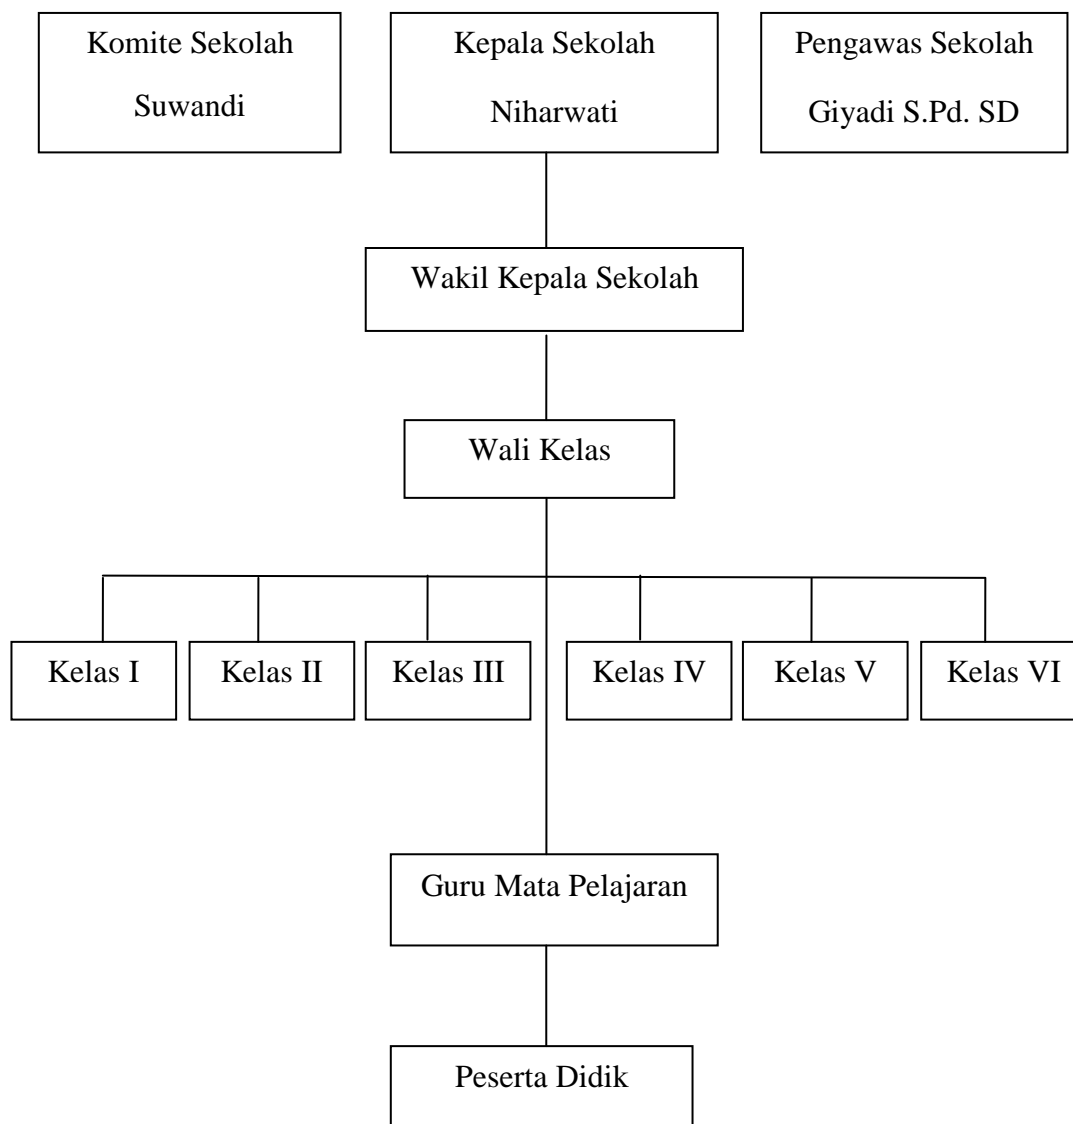 Komite Sekolah
Suwandi
Kepala Sekolah
Niharwati
Pengawas Sekolah
Giyadi S.Pd. SD
Wakil Kepala Sekolah
Wali Kelas
Kelas I
Kelas II
Kelas III
Kelas IV
Kelas V
Kelas VI
Guru Mata Pelajaran
Peserta Didik